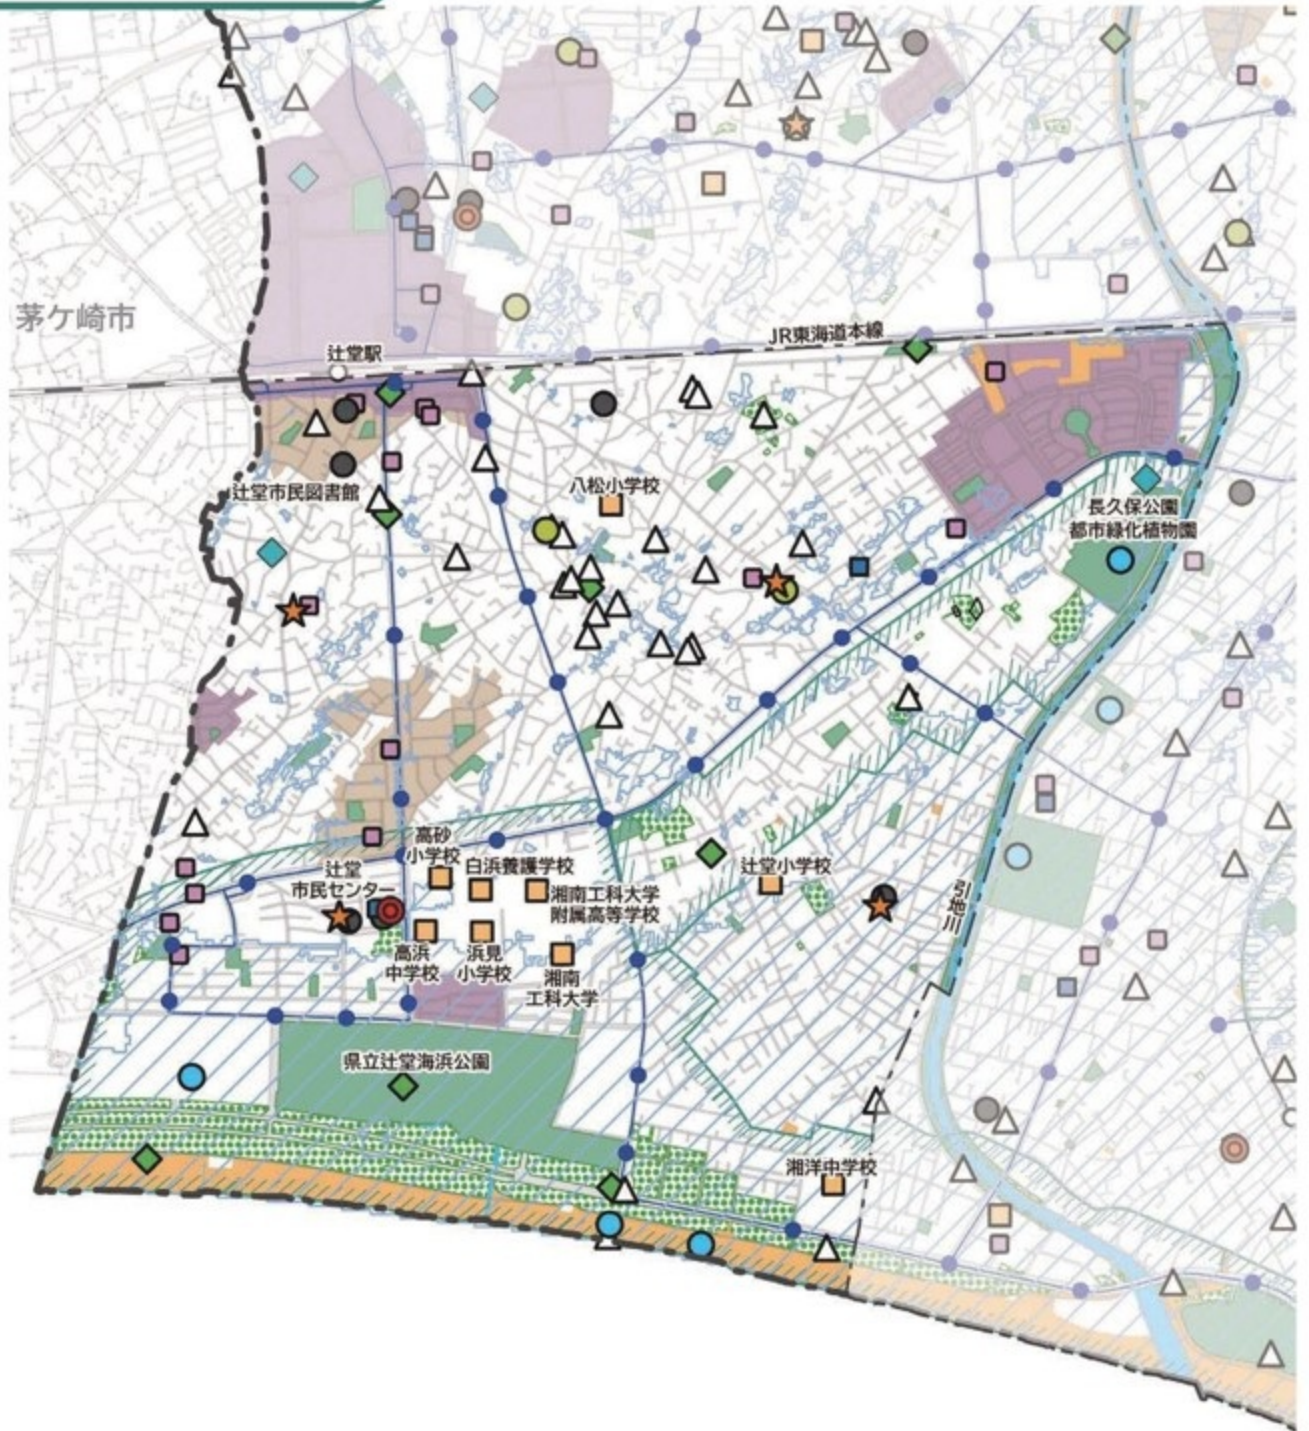 JR東海道本線
茅ケ崎市
辻堂駅
八松小学校
辻堂市民図書館
長久保公園
都市緑化植物園
高砂
小学校
白浜養護学校
辻堂小学校
辻堂
市民センター
湘南工科大学
附属高等学校
引地川
高浜
中学校
浜見
小学校
湘南
工科大学
県立辻堂海浜公園
湘洋中学校